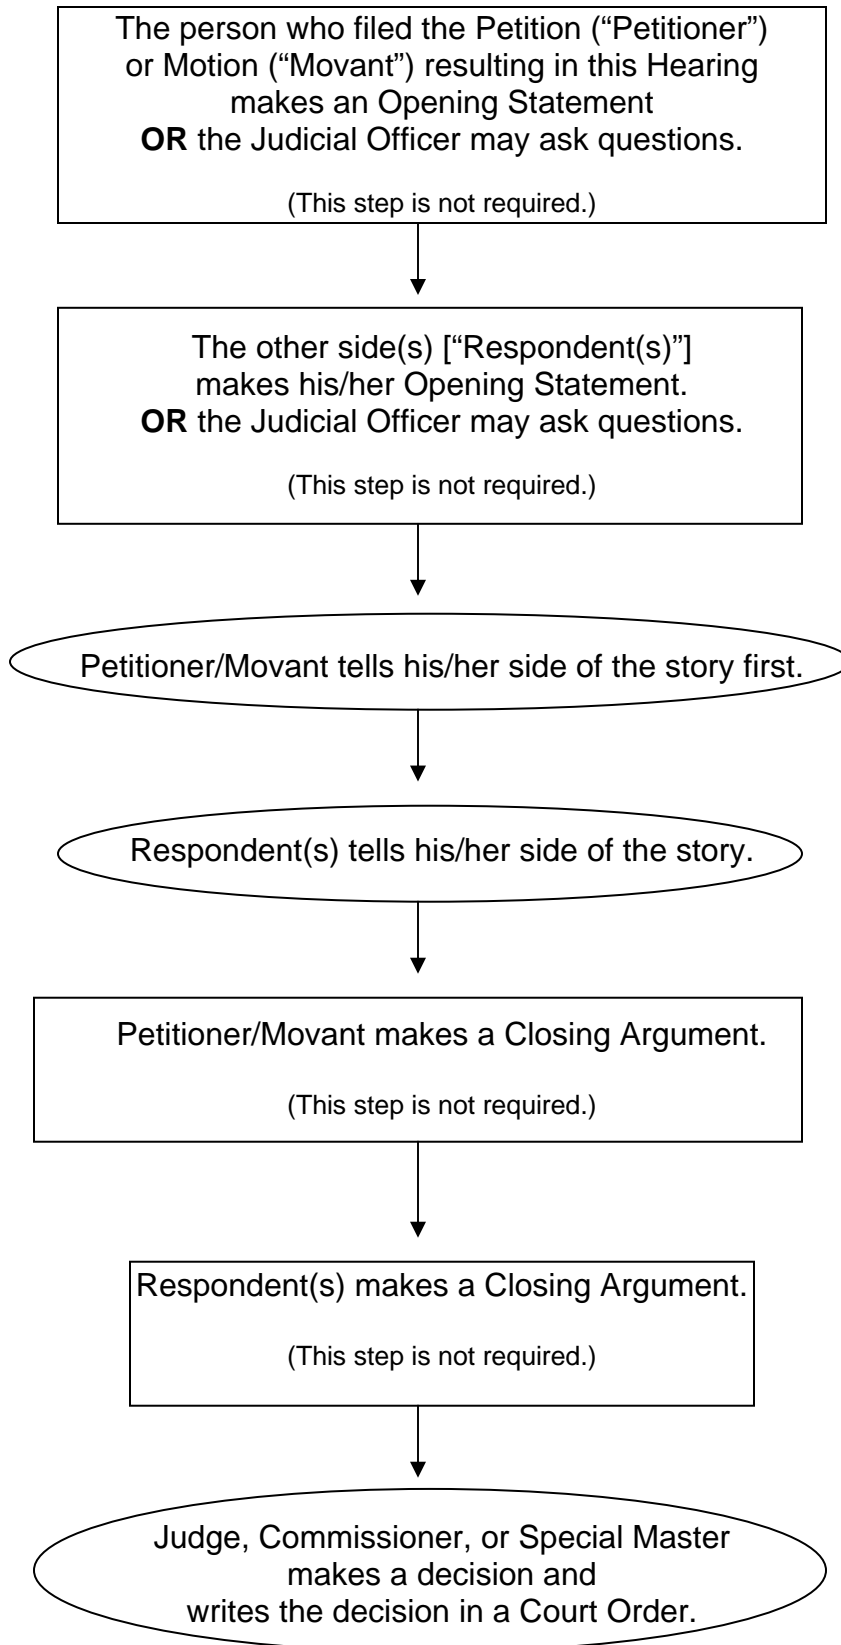 The person who filed the Petition (“Petitioner”)
or Motion (“Movant”) resulting in this Hearing
makes an Opening Statement
OR the Judicial Officer may ask questions.
(This step is not required.)
The other side(s) [“Respondent(s)”]
makes his/her Opening Statement.
OR the Judicial Officer may ask questions.
(This step is not required.)
Petitioner/Movant tells his/her side of the story first.
Respondent(s) tells his/her side of the story.
Petitioner/Movant makes a Closing Argument.
(This step is not required.)
Respondent(s) makes a Closing Argument.
(This step is not required.)
Judge, Commissioner, or Special Master
makes a decision and
writes the decision in a Court Order.